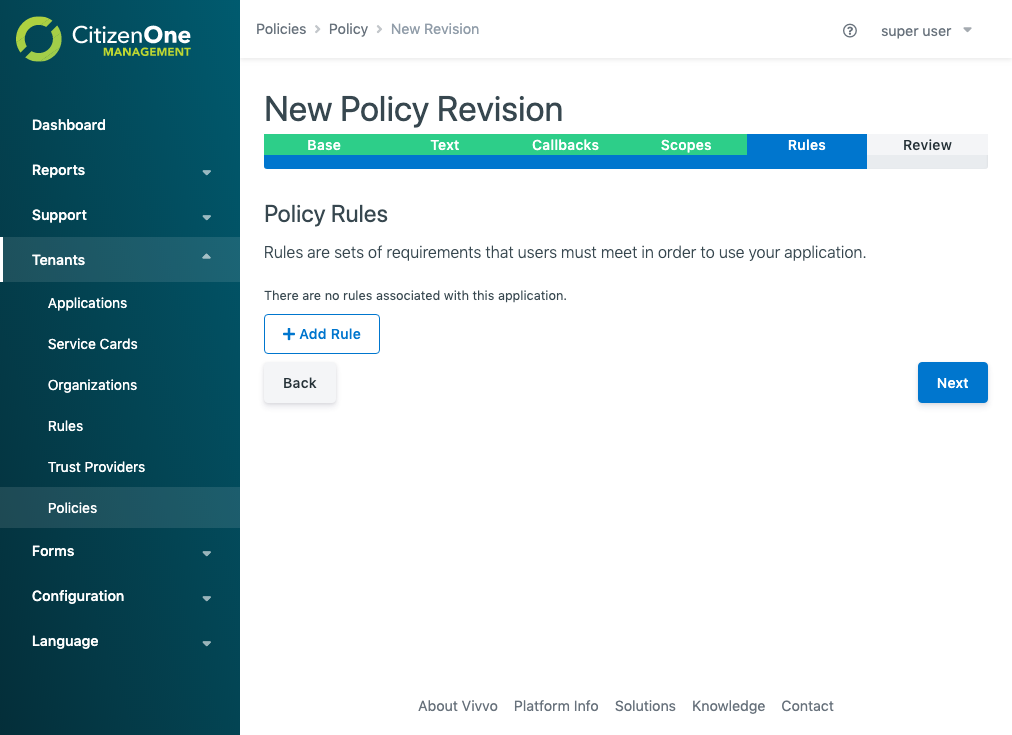 CitizenOne
MANAGEMENT
Policies > Policy > New Revision
super user
Dashboard
Reports
Support
Tenants
Applications
Service Cards
Organizations
Rules
Trust Providers
Policies
Forms
Configuration
Language
New Policy Revision
Base Text Callbacks Scopes Rules Review
Policy Rules
Rules are sets of requirements that users must meet in order to use your application.
There are no rules associated with this application.
+ Add Rule
Back
Next
About Vivvo Platform Info Solutions Knowledge Contact